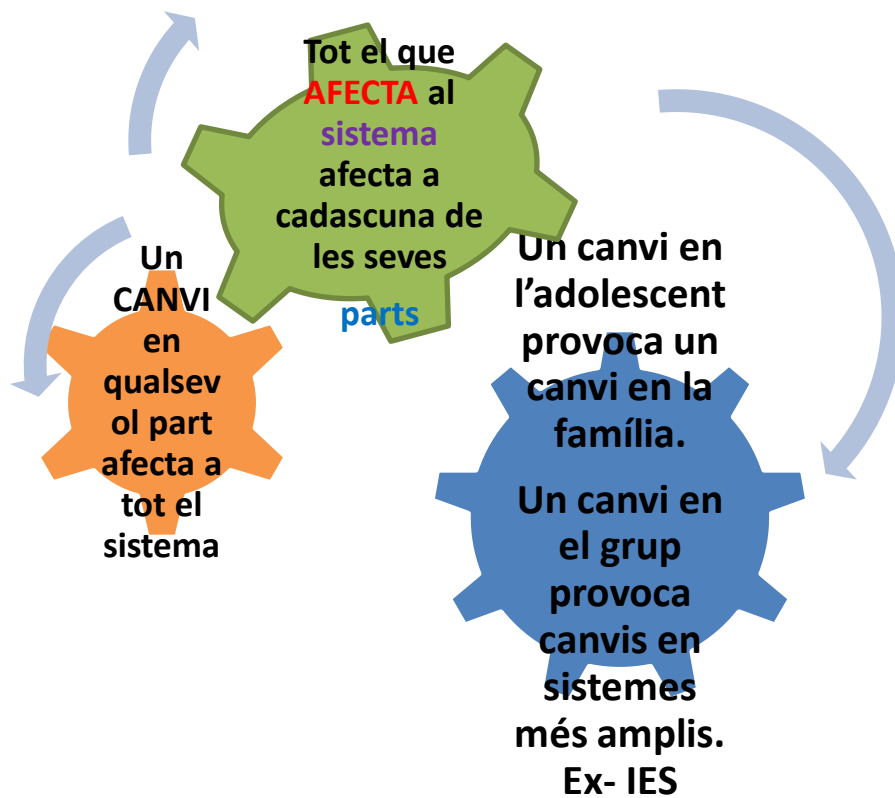 Tot el que
AFECTA al
sistema
afecta a
cadascuna de
les seves
parts
Un
CANVI
en
qualsev
ol part
afecta a
tot el
sistema
Un canvi en
l’adolescent
provoca un
canvi en la
família.
Un canvi en
el grup
provoca
canvis en
sistemes
més amplis.
Ex- IES